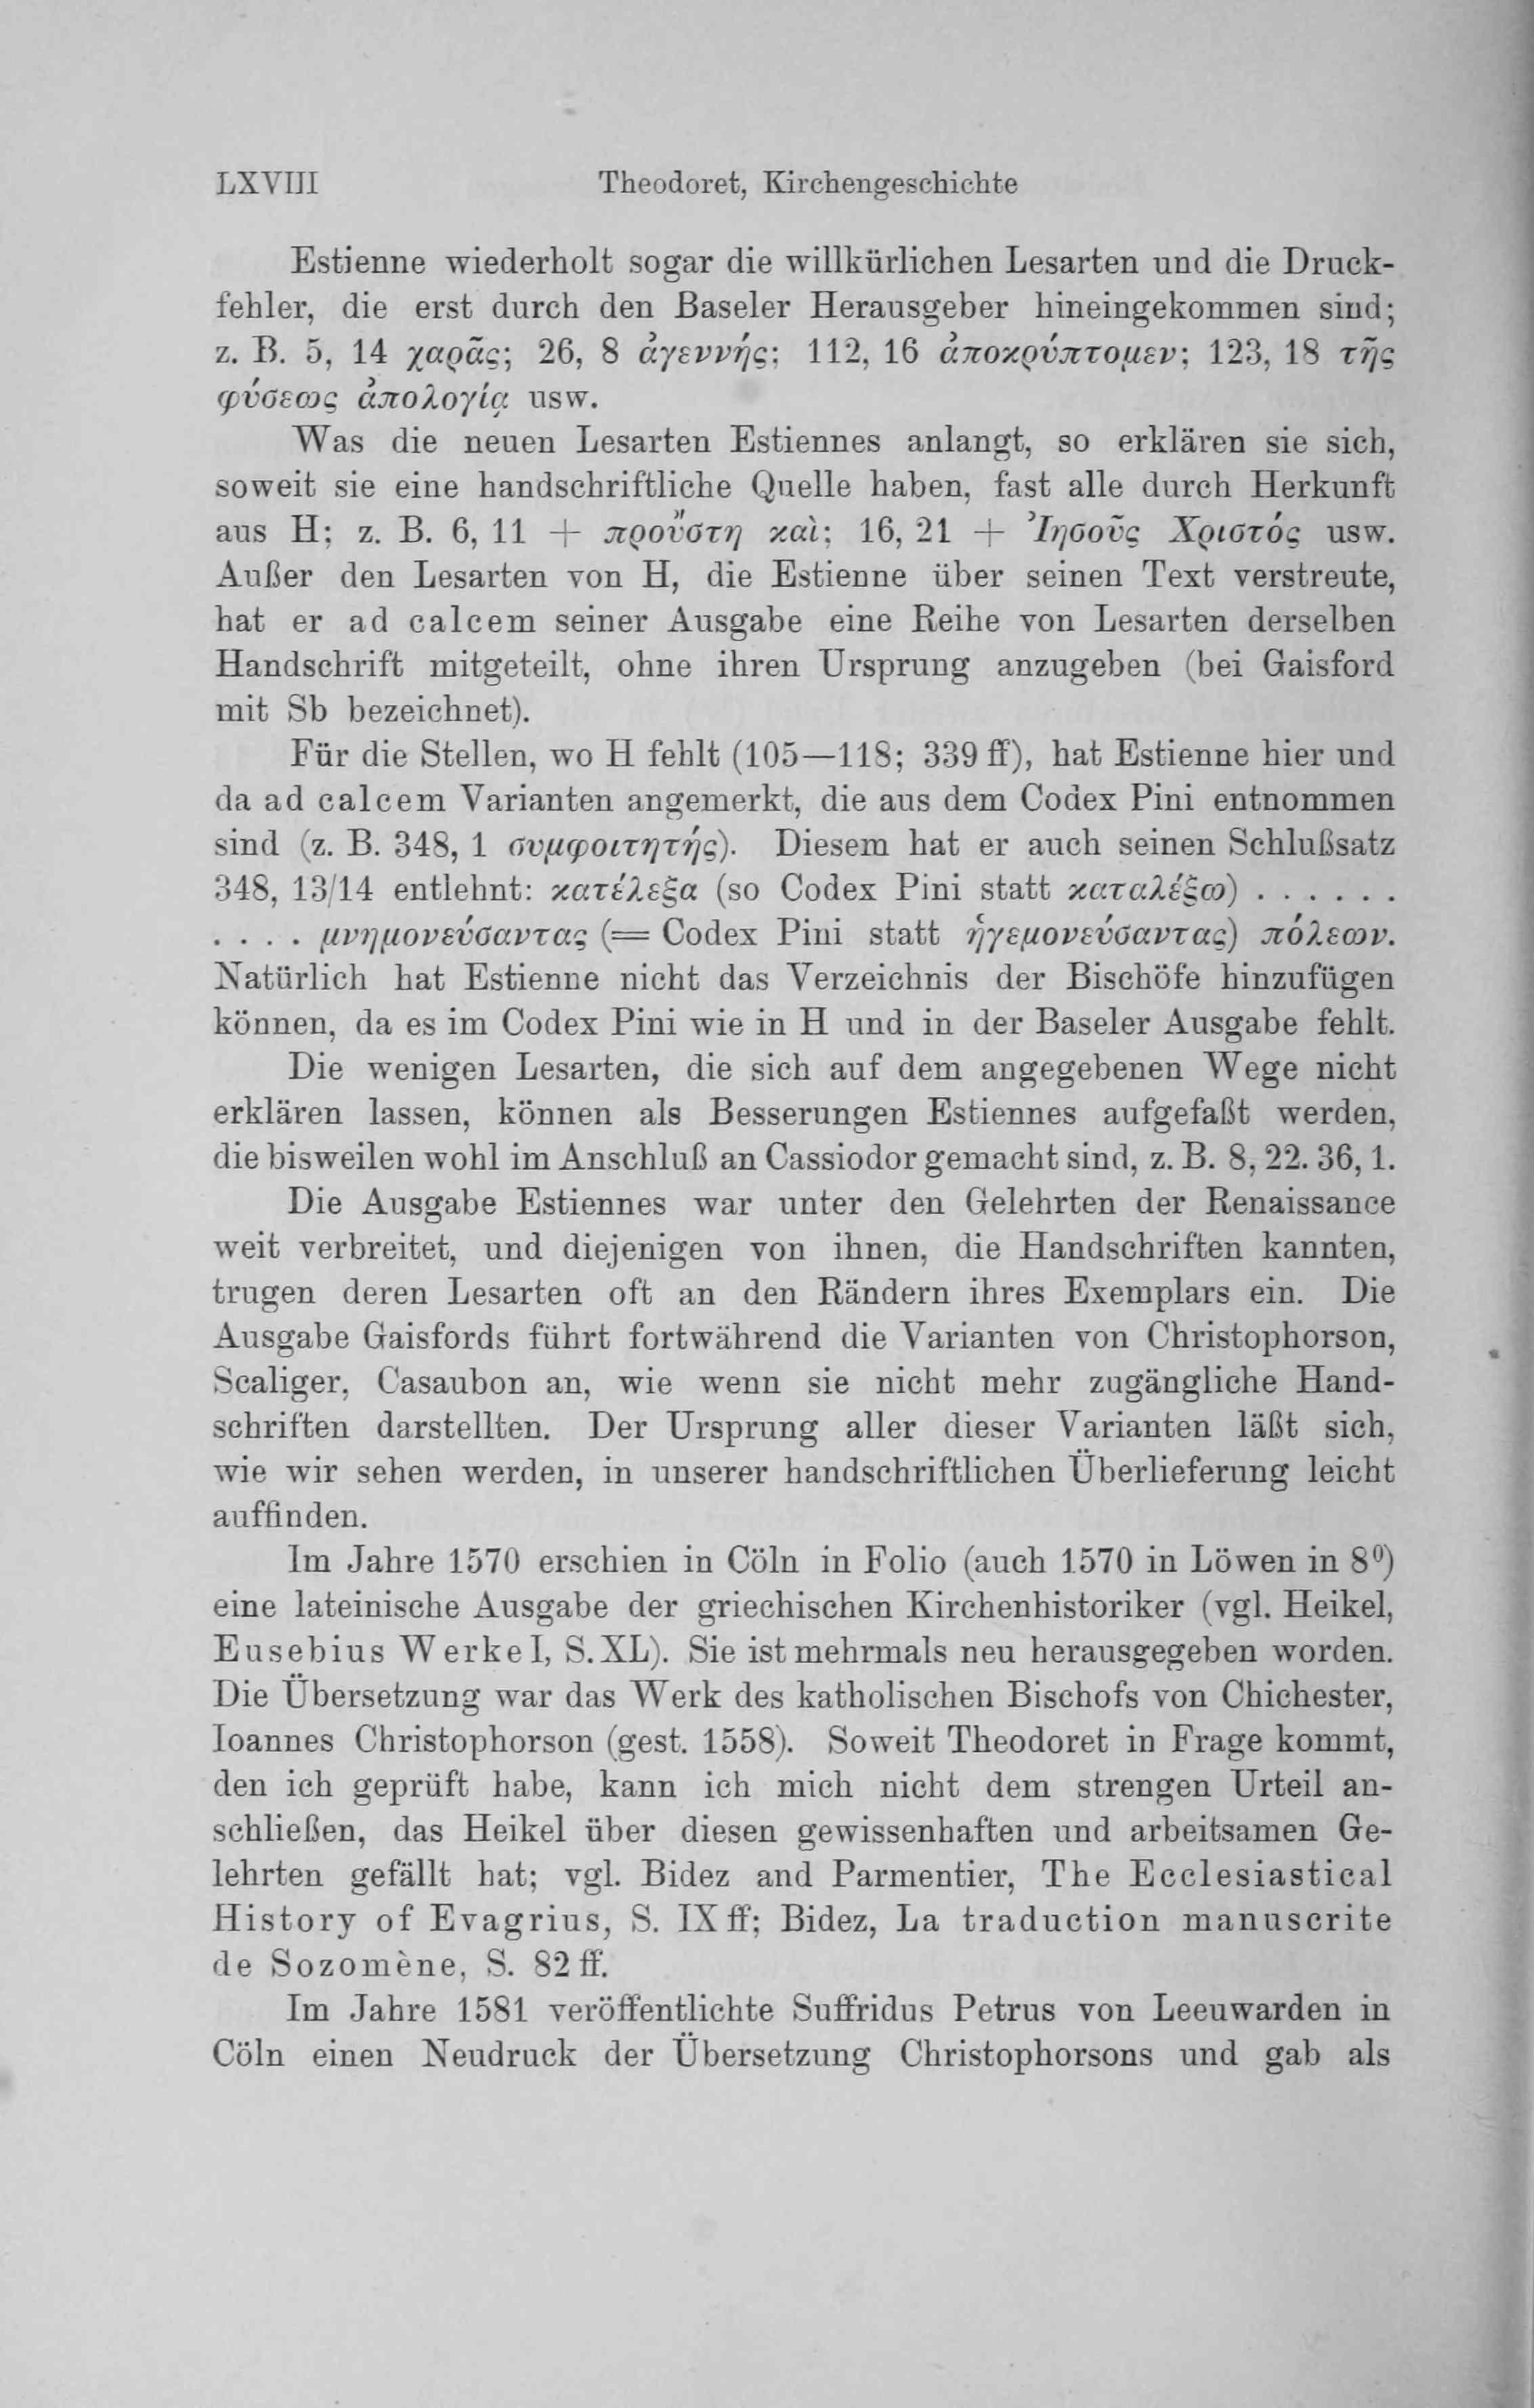 LXVIII Theodoret, Kirchengeschichte
Estienne wiederholt sogar die willkürlichen Lesarten und die Druck-
fehler, die erst durch den Baseler Herausgeber hineingekommen sind;
z. B. 5, 14 χαρᾶς; 26, 8 ἀγεννής; 112, 16 ἀποκρύπτομεν; 123, 18 τῆς
φύσεως ἀπολογίᾳ usw.
Was die neuen Lesarten Estiennes anlangt, so erklären sie sich,
soweit sie eine handschriftliche Quelle haben, fast alle durch Herkunft
aus H; z. B. 6, 11 + προὔστη καὶ; 16, 21 + Ἰησοῦς Χριστός usw.
Außer den Lesarten von H, die Estienne über seinen Text verstreute,
hat er ad calcem seiner Ausgabe eine Reihe von Lesarten derselben
Handschrift mitgeteilt, ohne ihren Ursprung anzugeben (bei Gaisford
mit Sb bezeichnet).
Für die Stellen, wo H fehlt (105—118; 339 ff), hat Estienne hier und
da ad calcem Varianten angemerkt, die aus dem Codex Pini entnommen
sind (z. B. 348, 1 συμφοιτητής). Diesem hat er auch seinen Schlußsatz
348, 13/14 entlehnt: κατέλεξα (so Codex Pini statt καταλέξω) . . . . . .
. . . . μνημονεύσαντας (= Codex Pini statt ἡγεμονεύσαντας) πόλεων.
Natürlich hat Estienne nicht das Verzeichnis der Bischöfe hinzufügen
können, da es im Codex Pini wie in H und in der Baseler Ausgabe fehlt.
Die wenigen Lesarten, die sich auf dem angegebenen Wege nicht
erklären lassen, können als Besserungen Estiennes aufgefaßt werden,
die bisweilen wohl im Anschluß an Cassiodor gemacht sind, z. B. 8, 22. 36, 1.
Die Ausgabe Estiennes war unter den Gelehrten der Renaissance
weit verbreitet, und diejenigen von ihnen, die Handschriften kannten,
trugen deren Lesarten oft an den Rändern ihres Exemplars ein. Die
Ausgabe Gaisfords führt fortwährend die Varianten von Christophorson,
Scaliger, Casaubon an, wie wenn sie nicht mehr zugängliche Hand-
schriften darstellten. Der Ursprung aller dieser Varianten läßt sich,
wie wir sehen werden, in unserer handschriftlichen Überlieferung leicht
auffinden.
Im Jahre 1570 erschien in Cöln in Folio (auch 1570 in Löwen in 8⁰)
eine lateinische Ausgabe der griechischen Kirchenhistoriker (vgl. Heikel,
Eusebius Werke I, S. XL). Sie ist mehrmals neu herausgegeben worden.
Die Übersetzung war das Werk des katholischen Bischofs von Chichester,
Ioannes Christophorson (gest. 1558). Soweit Theodoret in Frage kommt,
den ich geprüft habe, kann ich mich nicht dem strengen Urteil an-
schließen, das Heikel über diesen gewissenhaften und arbeitsamen Ge-
lehrten gefällt hat; vgl. Bidez and Parmentier, The Ecclesiastical
History of Evagrius, S. IX ff; Bidez, La traduction manuscrite
de Sozomène, S. 82 ff.
Im Jahre 1581 veröffentlichte Suffridus Petrus von Leeuwarden in
Cöln einen Neudruck der Übersetzung Christophorsons und gab als